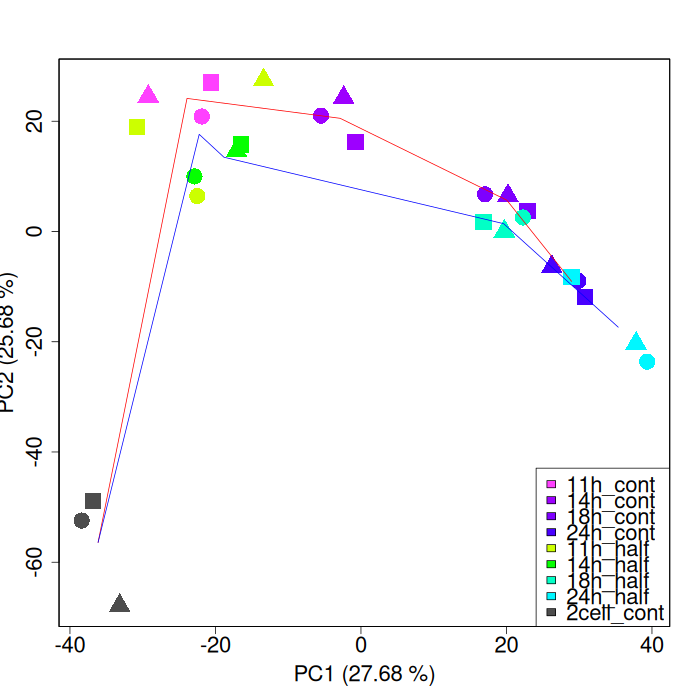 20
0
-20
-40
-60
PC2 (25.68 %)
-40
-20
0
20
40
PC1 (27.68 %)
11h_cont
14h_cont
18h_cont
24h_cont
11h_half
14h_half
18h_half
24h_half
2cell_cont